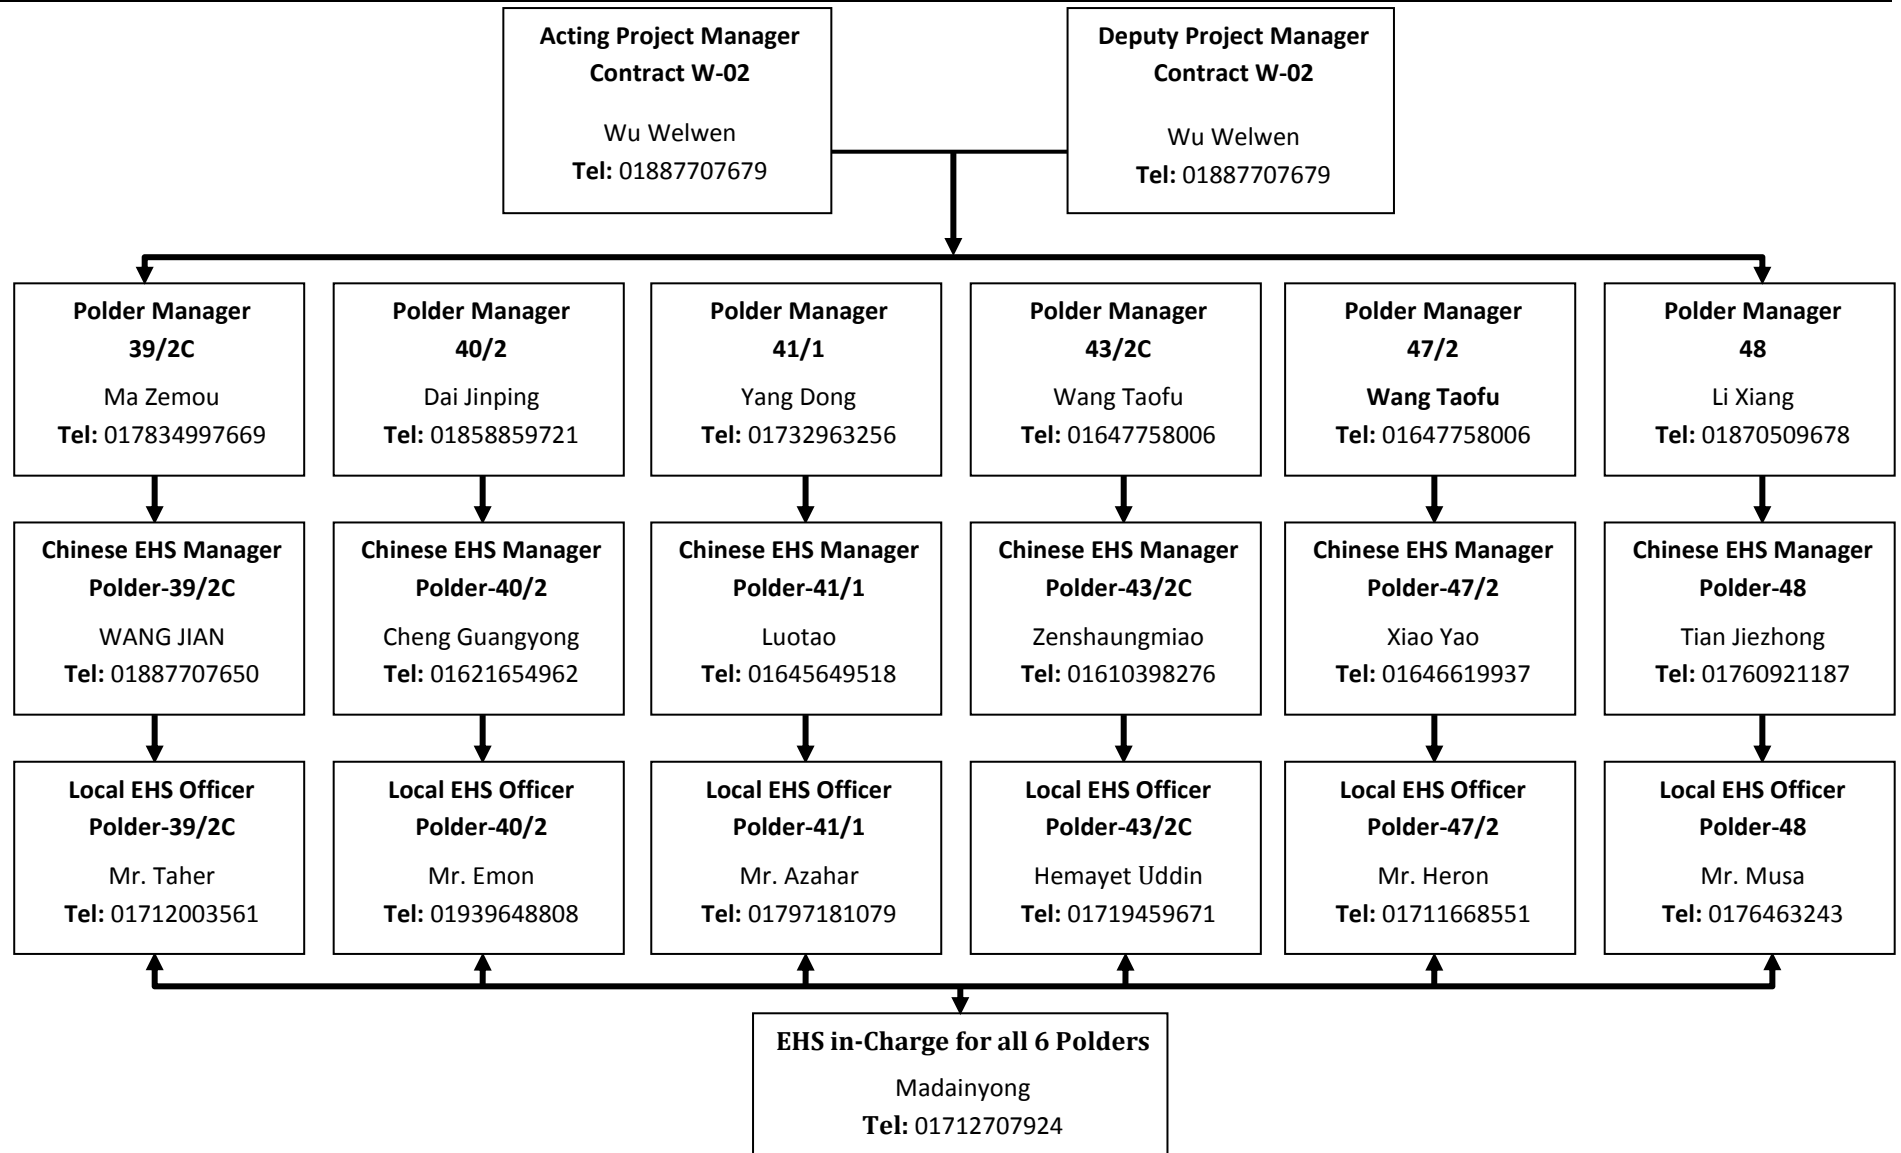 Acting Project Manager
Contract W-02
Wu Welwen
Tel: 01887707679
Deputy Project Manager
Contract W-02
Wu Welwen
Tel: 01887707679
Polder Manager
39/2C
Ma Zemou
Tel: 017834997669
Polder Manager
40/2
Dai Jinping
Tel: 01858859721
Polder Manager
41/1
Yang Dong
Tel: 01732963256
Polder Manager
43/2C
Wang Taofu
Tel: 01647758006
Polder Manager
47/2
Wang Taofu
Tel: 01647758006
Polder Manager
48
Li Xiang
Tel: 01870509678
Chinese EHS Manager
Polder-39/2C
WANG JIAN
Tel: 01887707650
Chinese EHS Manager
Polder-40/2
Cheng Guangyong
Tel: 01621654962
Chinese EHS Manager
Polder-41/1
Luotao
Tel: 01645649518
Chinese EHS Manager
Polder-43/2C
Zenshaungmiao
Tel: 01610398276
Chinese EHS Manager
Polder-47/2
Xiao Yao
Tel: 01646619937
Chinese EHS Manager
Polder-48
Tian Jiezhong
Tel: 01760921187
Local EHS Officer
Polder-39/2C
Mr. Taher
Tel: 01712003561
Local EHS Officer
Polder-40/2
Mr. Emon
Tel: 01939648808
Local EHS Officer
Polder-41/1
Mr. Azahar
Tel: 01797181079
Local EHS Officer
Polder-43/2C
Hemayet Uddin
Tel: 01719459671
Local EHS Officer
Polder-47/2
Mr. Heron
Tel: 01711668551
Local EHS Officer
Polder-48
Mr. Musa
Tel: 0176463243
EHS in-Charge for all 6 Polders
Madainyong
Tel: 01712707924